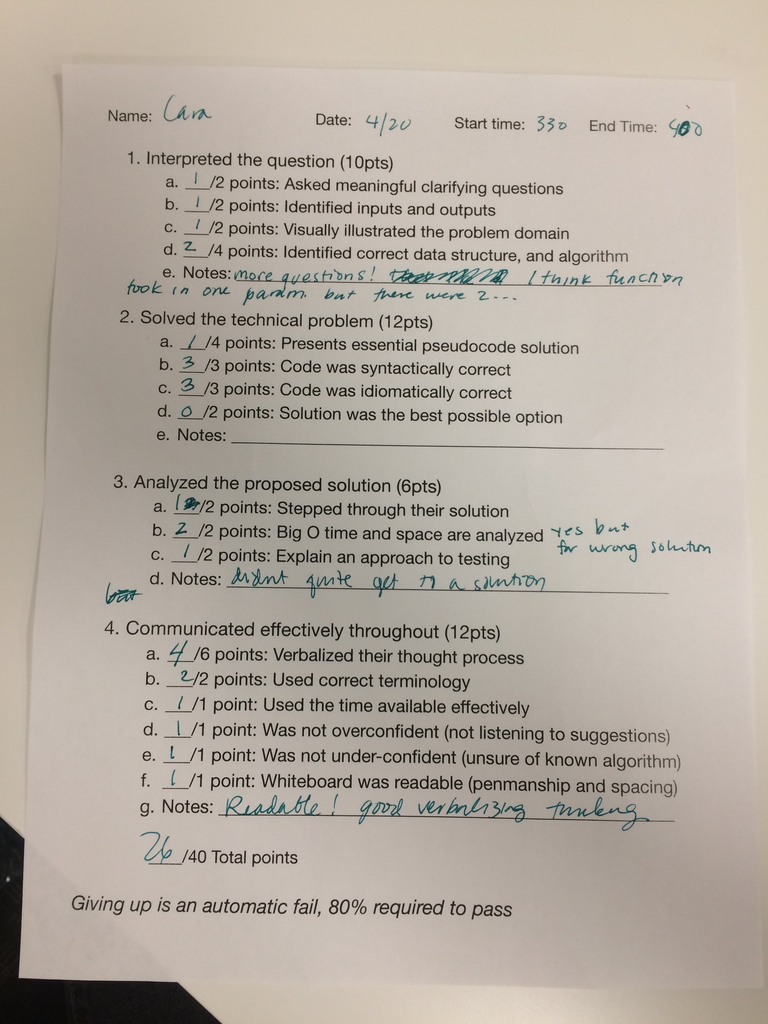 Name: Cara Date: 4/20 Start time: 330 End Time: 400
1. Interpreted the question (10pts)
a. 1/2 points: Asked meaningful clarifying questions
b. 1/2 points: Identified inputs and outputs
c. 1/2 points: Visually illustrated the problem domain
d. 2/4 points: Identified correct data structure, and algorithm
e. Notes: more questions! I think function
took in one param. but there were 2...
2. Solved the technical problem (12pts)
a. 1/4 points: Presents essential pseudocode solution
b. 3/3 points: Code was syntactically correct
c. 3/3 points: Code was idiomatically correct
d. 0/2 points: Solution was the best possible option
e. Notes:
3. Analyzed the proposed solution (6pts)
a. 1/2 points: Stepped through their solution
b. 2/2 points: Big O time and space are analyzed yes but
for wrong solution
c. 1/2 points: Explain an approach to testing
d. Notes: didnt quite get to a solution
4. Communicated effectively throughout (12pts)
a. 4/6 points: Verbalized their thought process
b. 2/2 points: Used correct terminology
c. 1/1 point: Used the time available effectively
d. 1/1 point: Was not overconfident (not listening to suggestions)
e. 1/1 point: Was not under-confident (unsure of known algorithm)
f. 1/1 point: Whiteboard was readable (penmanship and spacing)
g. Notes: Readable! good verbalizing thinking
26/40 Total points
Giving up is an automatic fail, 80% required to pass